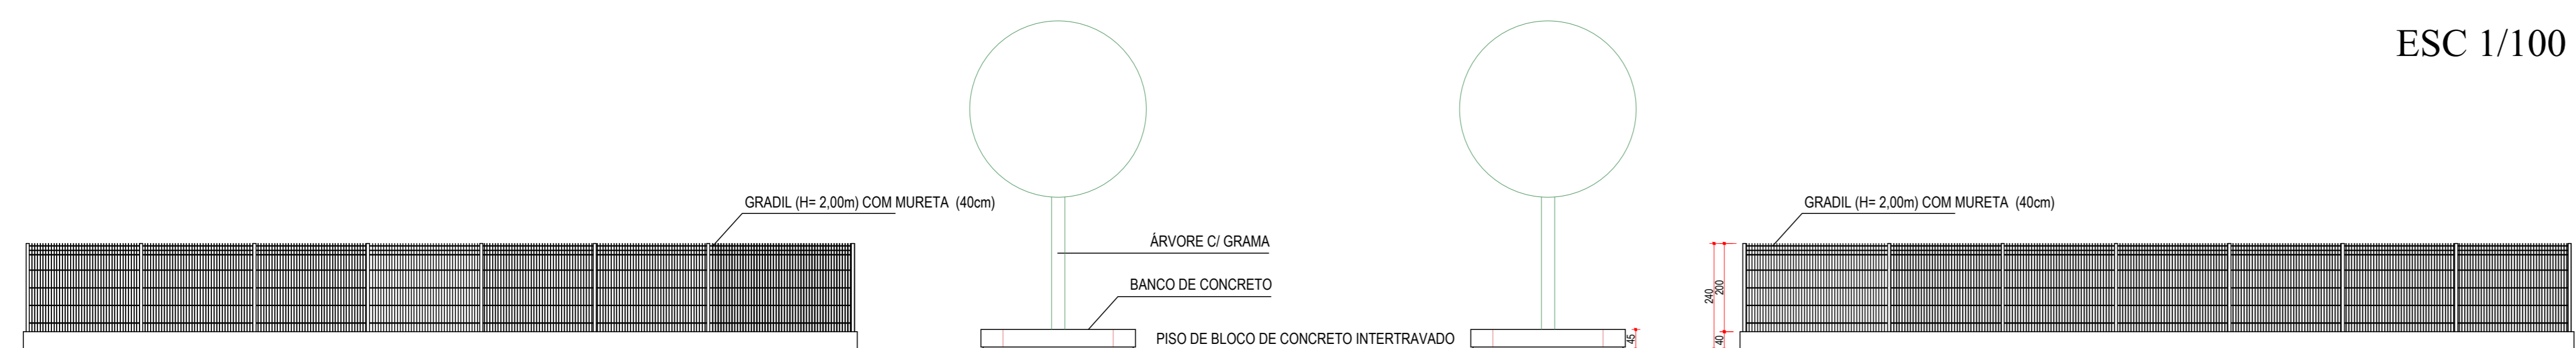 ESC 1/100
GRADIL (H= 2,00m) COM MURETA (40cm)
GRADIL (H= 2,00m) COM MURETA (40cm)
ÁRVORE C/ GRAMA
BANCO DE CONCRETO
240
200
PISO DE BLOCO DE CONCRETO INTERTRAVADO
45
40